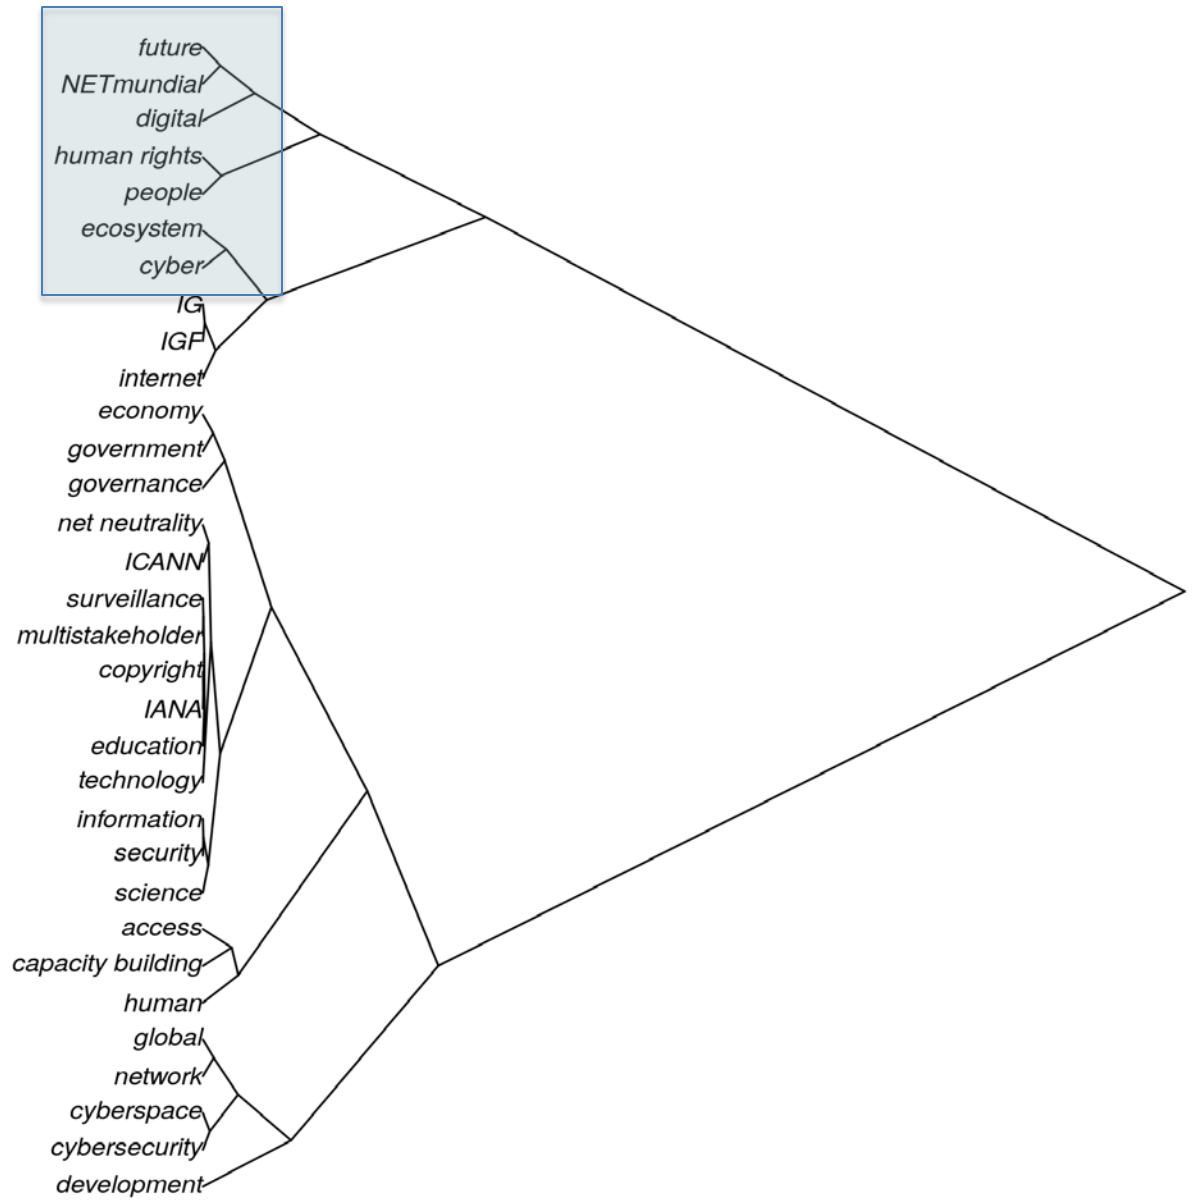 future
NETmundial
digital
human rights
people
ecosystem
cyber
IG
IGF
internet
economy
government
governance
net neutrality
ICANN
surveillance
multistakeholder
copyright
IANA
education
technology
information
security
science
access
capacity building
human
global
network
cyberspace
cybersecurity
development